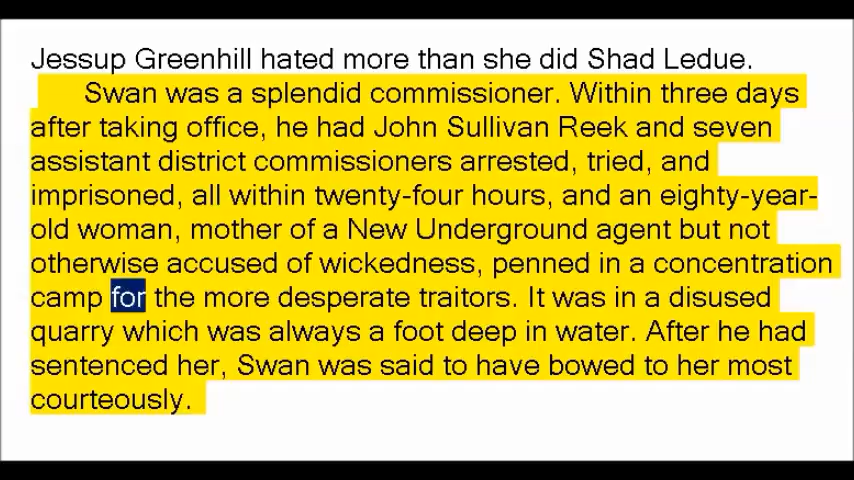 Jessup Greenhill hated more than she did Shad Ledue.
Swan was a splendid commissioner. Within three days
after taking office, he had John Sullivan Reek and seven
assistant district commissioners arrested, tried, and
imprisoned, all within twenty-four hours, and an eighty-year-
old woman, mother of a New Underground agent but not
otherwise accused of wickedness, penned in a concentration
camp for the more desperate traitors. It was in a disused
quarry which was always a foot deep in water. After he had
sentenced her, Swan was said to have bowed to her most
courteously.